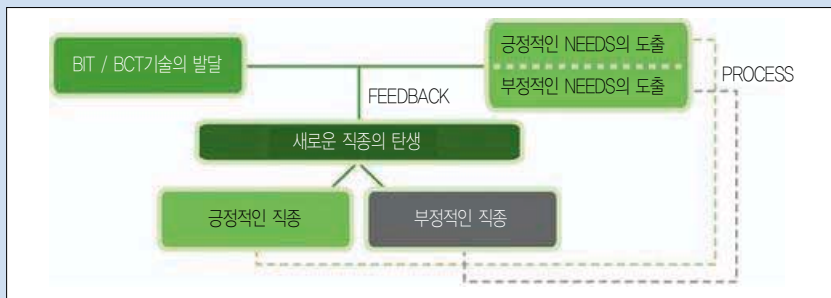 BIT / BCT기술의 발달
긍정적인 NEEDS의 도출
부정적인 NEEDS의 도출
PROCESS
FEEDBACK
새로운 직종의 탄생
긍정적인 직종
부정적인 직종